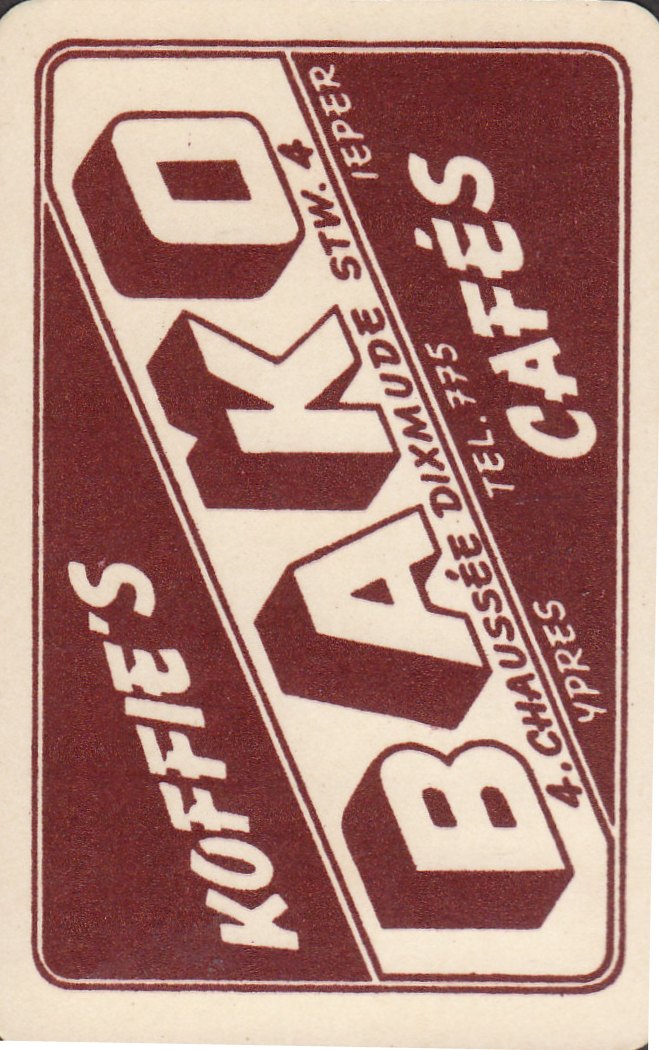 KOFFIE'S
BAKO
4. CHAUSSÉE DIXMUDE STW. 4
YPRES TEL. 775 IEPER
CAFÉS